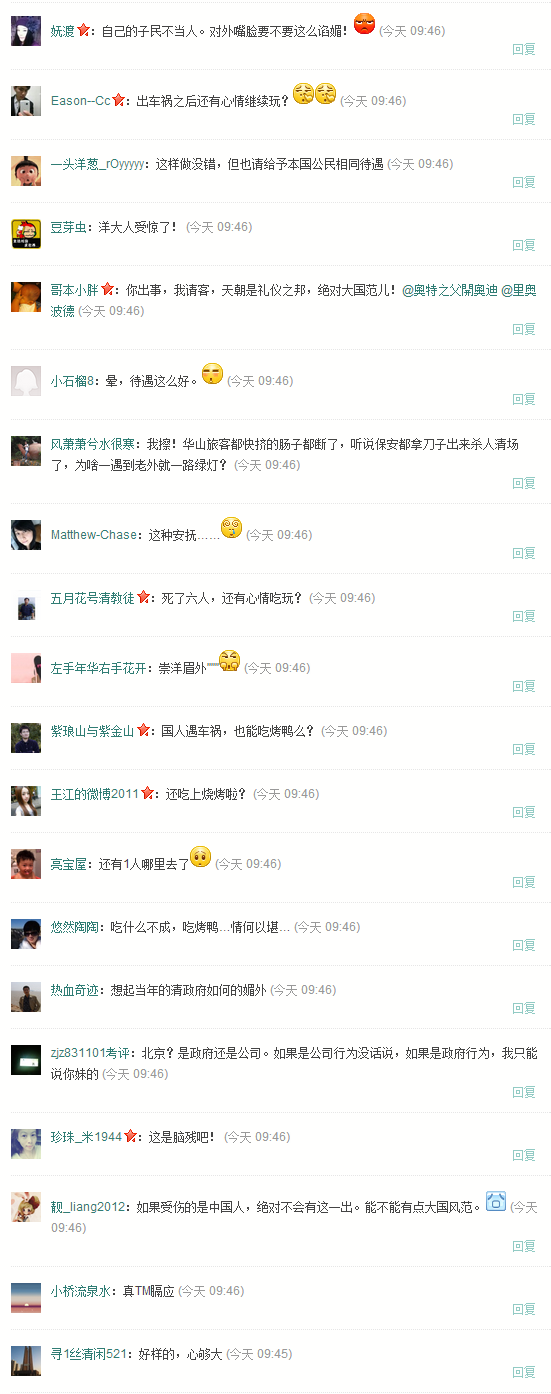 妩渡：自己的子民不当人。对外嘴脸要不要这么谄媚！ (今天 09:46)
回复
Eason--Cc：出车祸之后还有心情继续玩？ (今天 09:46)
回复
一头洋葱_rOyyyyy：这样做没错，但也请给予本国公民相同待遇 (今天 09:46)
回复
豆芽虫：洋大人受惊了！ (今天 09:46)
回复
哥本小胖：你出事，我请客，天朝是礼仪之邦，绝对大国范儿！@奥特之父開奥迪 @里奥
波德 (今天 09:46)
回复
小石榴8：晕，待遇这么好。 (今天 09:46)
回复
风萧萧兮水很寒：我擦！华山旅客都快挤的肠子都断了，听说保安都拿刀子出来杀人清场
了，为啥一遇到老外就一路绿灯？ (今天 09:46)
回复
Matthew-Chase：这种安抚…… (今天 09:46)
回复
五月花号清教徒：死了六人，还有心情吃玩？ (今天 09:46)
回复
左手年华右手花开：崇洋眉外 (今天 09:46)
回复
紫琅山与紫金山：国人遇车祸，也能吃烤鸭么？ (今天 09:46)
回复
王江的微博2011：还吃上烧烤啦？ (今天 09:46)
回复
亮宝屋：还有1人哪里去了 (今天 09:46)
回复
悠然陶陶：吃什么不成，吃烤鸭…情何以堪… (今天 09:46)
回复
热血奇迹：想起当年的清政府如何的媚外 (今天 09:46)
回复
zjz831101考评：北京？是政府还是公司。如果是公司行为没话说，如果是政府行为，我只能
说你妹的 (今天 09:46)
回复
珍珠_米1944：这是脑残吧！ (今天 09:46)
回复
靓_liang2012：如果受伤的是中国人，绝对不会有这一出。能不能有点大国风范。 (今天
09:46)
回复
小桥流泉水：真TM膈应 (今天 09:46)
回复
寻1丝清闲521：好样的，心够大 (今天 09:45)
回复